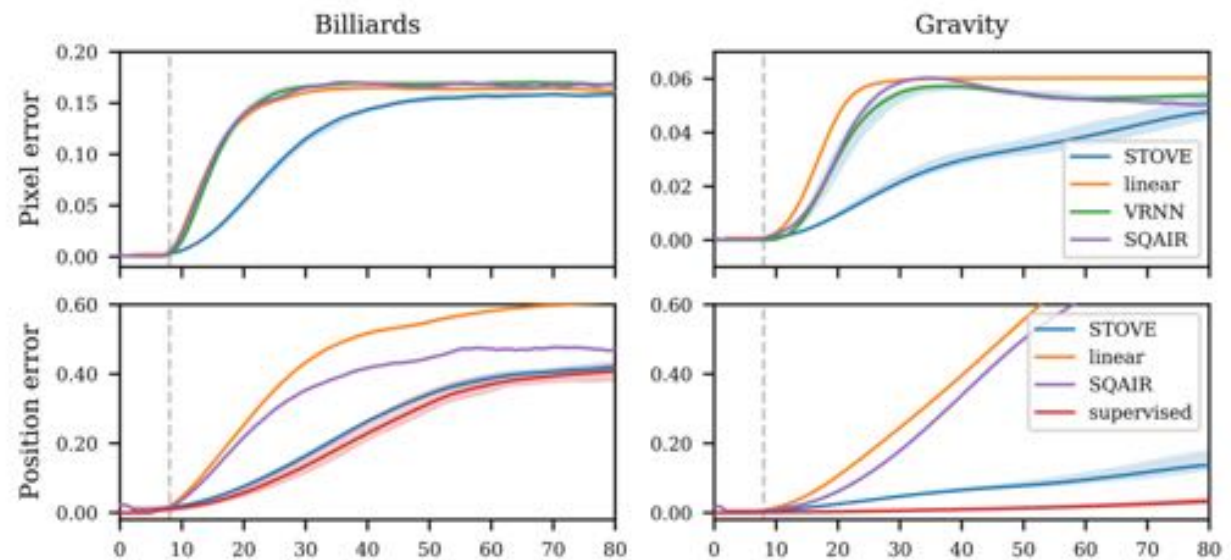 Billiards
Gravity
Pixel error
0.20
0.15
0.10
0.05
0.00
0.06
0.04
0.02
0.00
STOVE
linear
VRNN
SQAIR
Position error
0.60
0.40
0.20
0.00
0 10 20 30 40 50 60 70 80
0.60
0.40
0.20
0.00
STOVE
linear
SQAIR
supervised
0 10 20 30 40 50 60 70 80